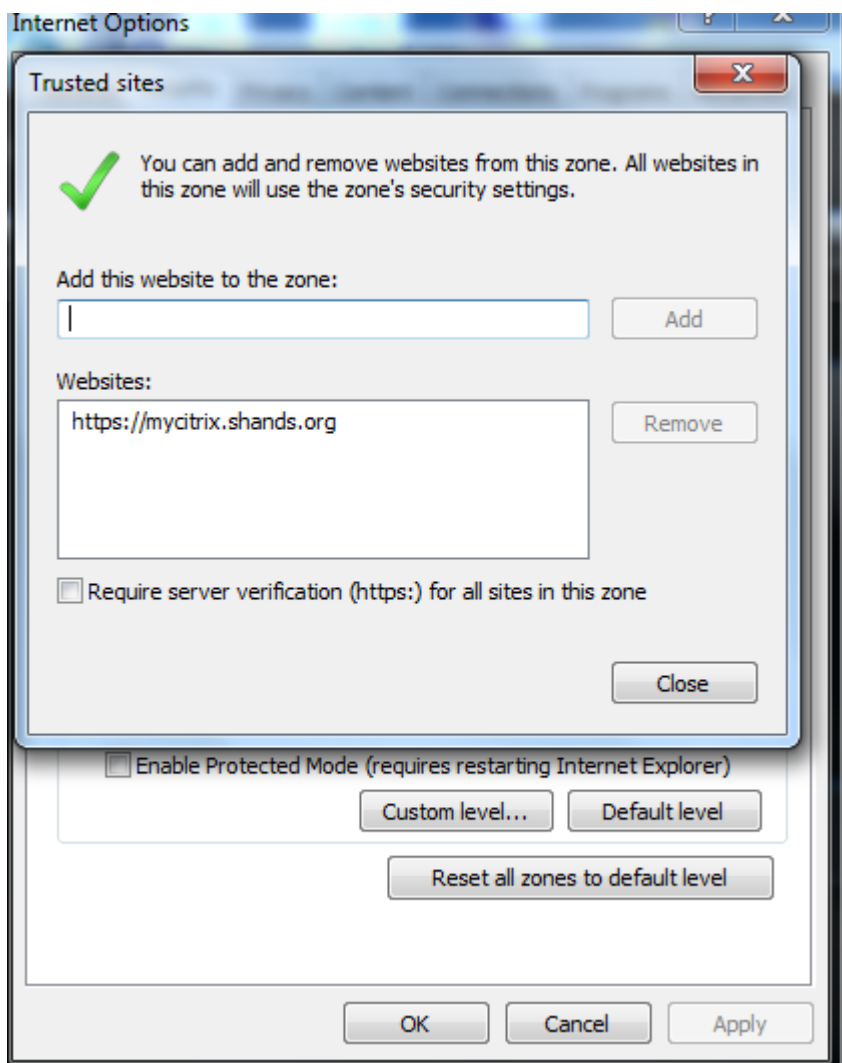 Internet Options
Trusted sites
You can add and remove websites from this zone. All websites in
this zone will use the zone's security settings.
Add this website to the zone:
Add
Websites:
https://mycitrix.shands.org
Remove
Require server verification (https:) for all sites in this zone
Close
Enable Protected Mode (requires restarting Internet Explorer)
Custom level...
Default level
Reset all zones to default level
OK
Cancel
Apply